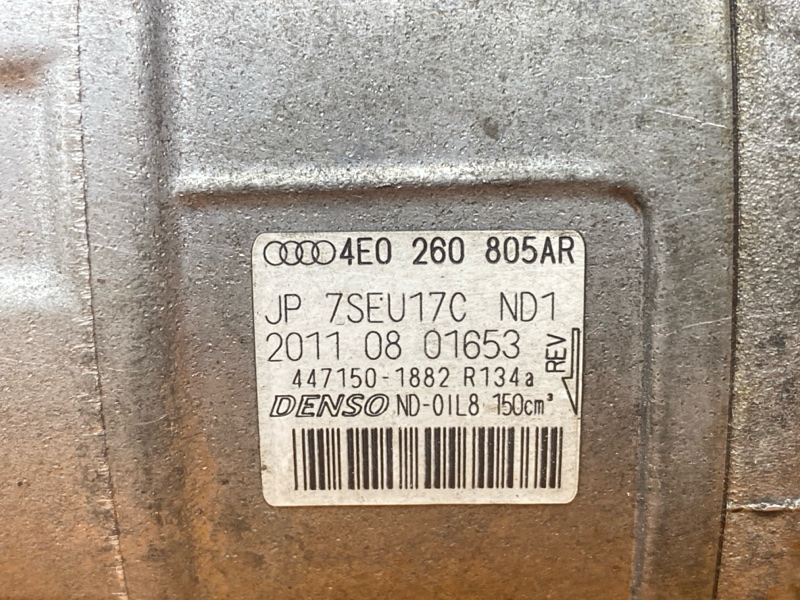 4E0 260 805AR
JP 7SEU17C ND1
2011 08 01653
REV
447150-1882 R134a
DENSO ND-OIL8 150cm³